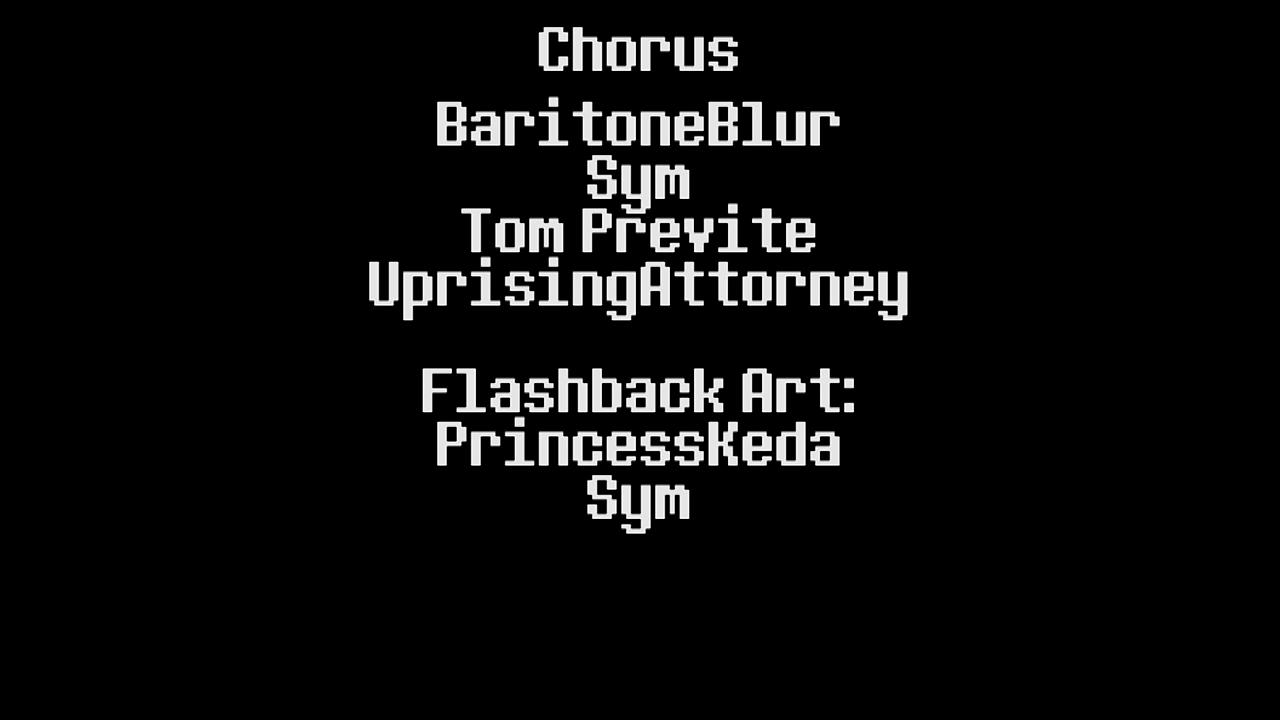 Chorus
BaritoneBlur
Sym
Tom Previte
UprisingAttorney
Flashback Art:
PrincessKeda
Sym